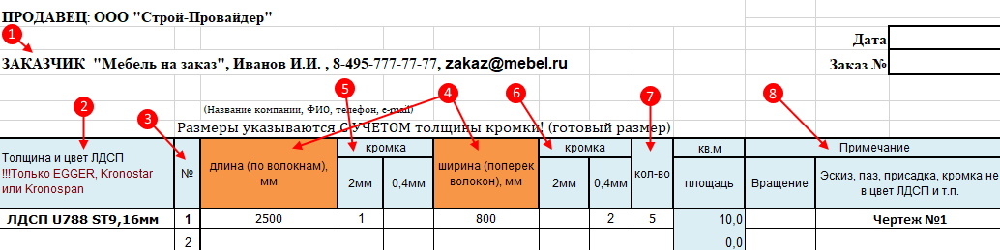 ПРОДАВЕЦ: ООО "Строй-Провайдер"
1
Дата
ЗАКАЗЧИК "Мебель на заказ", Иванов И.И. , 8-495-777-77-77, zakaz@mebel.ru
Заказ №
2 3 5 4 6 7 8
(Название компании, ФИО, телефон, e-mail)
Размеры указываются С УЧЕТОМ толщины кромки! (готовый размер)
Толщина и цвет ЛДСП
!!!Только EGGER, Kronostar
или Kronospan
№
длина (по волокнам),
мм
кромка
2мм 0,4мм
ширина (поперек
волокон), мм
кромка
2мм 0,4мм
кол-во
кв.м
площадь
Примечание
Вращение
Эскиз, паз, присадка, кромка не
в цвет ЛДСП и т.п.
ЛДСП U788 ST9,16мм 1 2500 1 800 2 5 10,0 Чертеж №1
2 0,0